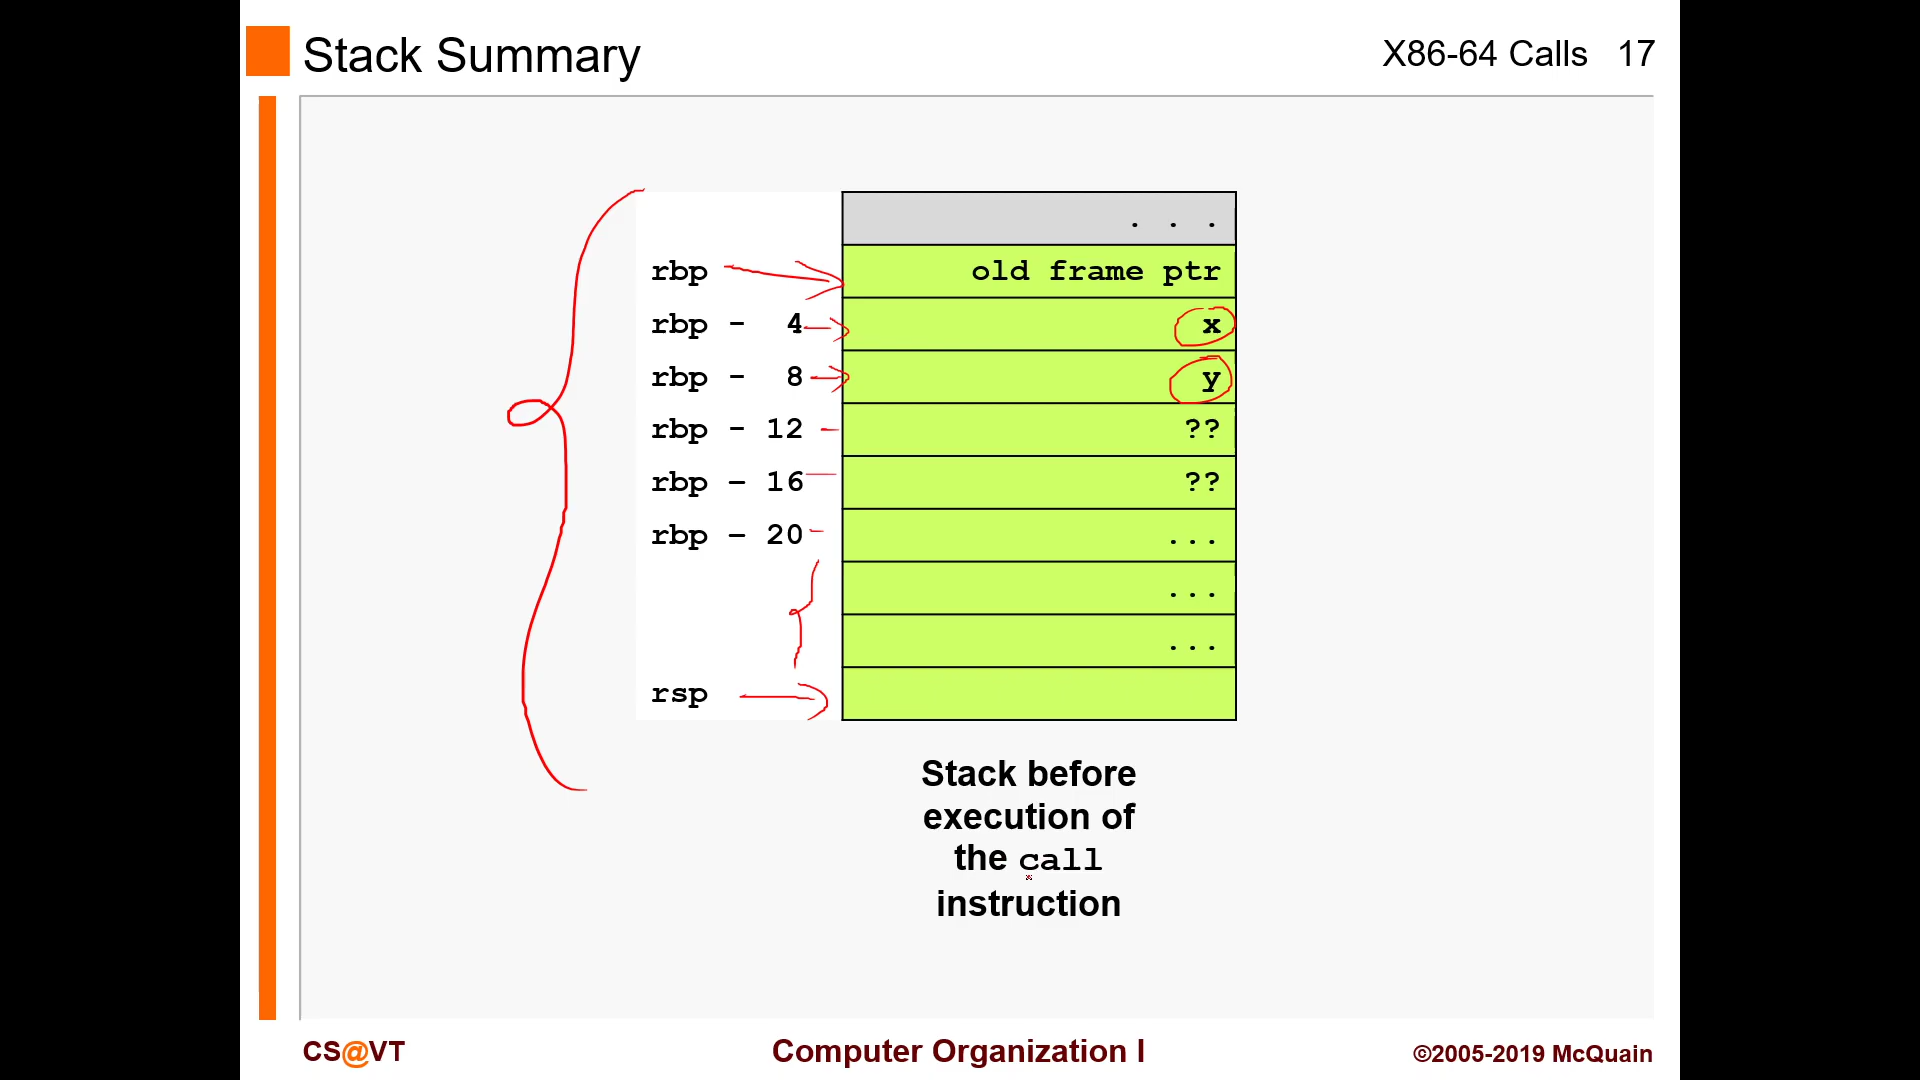 Stack Summary
X86-64 Calls 17
. . .
rbp old frame ptr
rbp - 4 x
rbp - 8 y
rbp - 12 ??
rbp - 16 ??
rbp - 20 ...
...
...
rsp
Stack before
execution of
the call
instruction
CS@VT
Computer Organization I
©2005-2019 McQuain